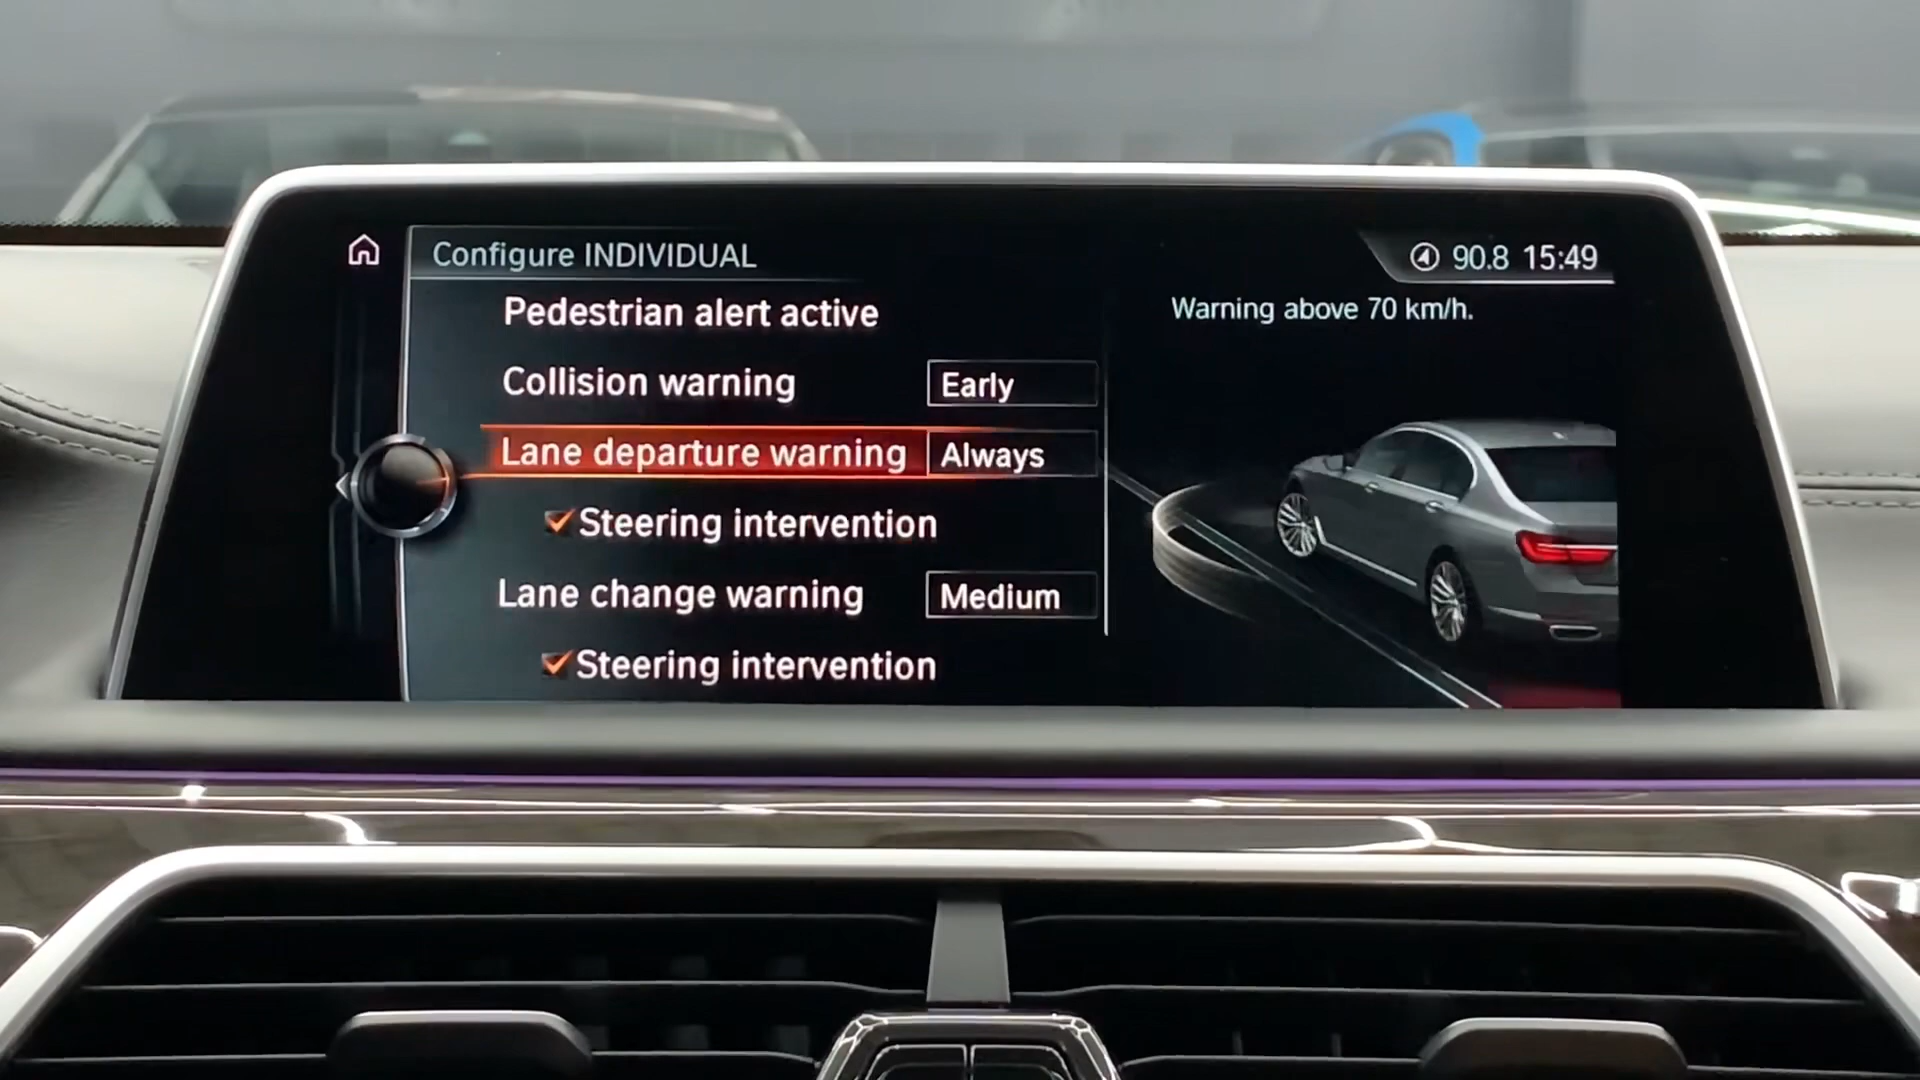 Configure INDIVIDUAL
90.8 15:49
Pedestrian alert active
Collision warning Early
Lane departure warning Always
Steering intervention
Lane change warning Medium
Steering intervention
Warning above 70 km/h.